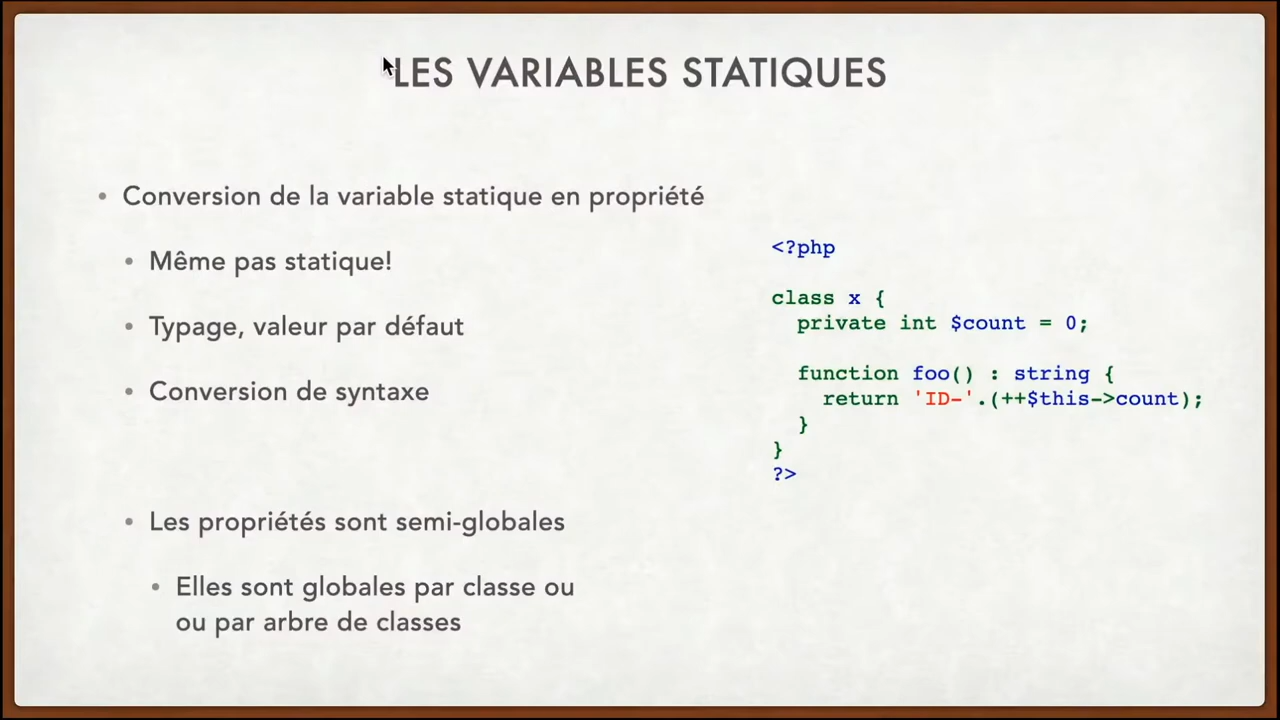 LES VARIABLES STATIQUES
• Conversion de la variable statique en propriété
• Même pas statique!
• Typage, valeur par défaut
• Conversion de syntaxe
• Les propriétés sont semi-globales
• Elles sont globales par classe ou
ou par arbre de classes
<?php
class x {
private int $count = 0;
function foo() : string {
return 'ID-'.(++$this->count);
}
}
?>